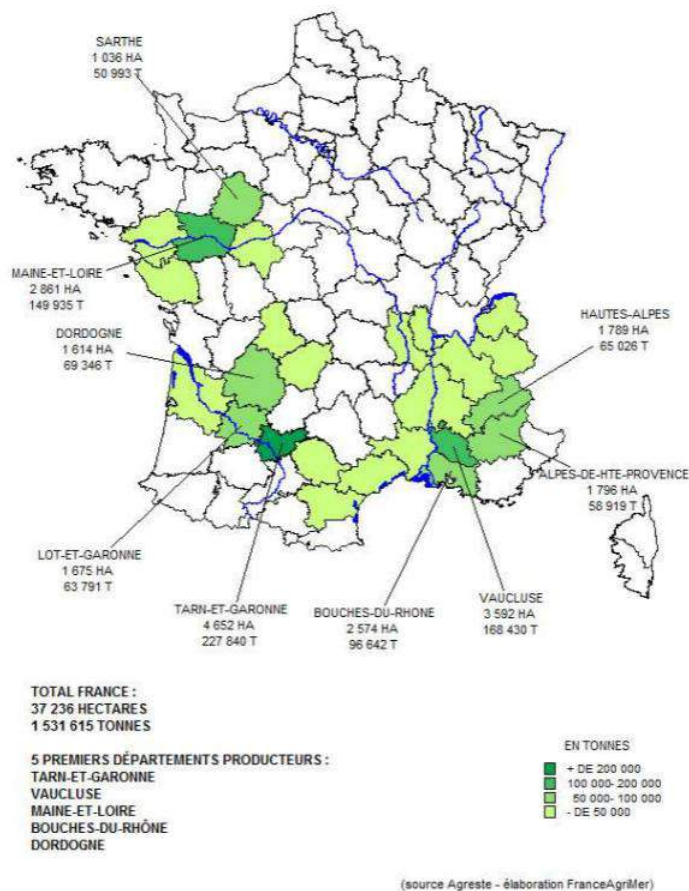 SARTHE
1 036 HA
50 993 T
MAINE-ET-LOIRE
2 861 HA
149 935 T
DORDOGNE
1 614 HA
69 346 T
HAUTES-ALPES
1 789 HA
65 026 T
ALPES-DE-HTE-PROVENCE
1 796 HA
58 919 T
LOT-ET-GARONNE
1 675 HA
63 791 T
TARN-ET-GARONNE
4 652 HA
227 840 T
BOUCHES-DU-RHONE
2 574 HA
96 642 T
VAUCLUSE
3 592 HA
168 430 T
TOTAL FRANCE :
37 236 HECTARES
1 531 615 TONNES
5 PREMIERS DÉPARTEMENTS PRODUCTEURS :
TARN-ET-GARONNE
VAUCLUSE
MAINE-ET-LOIRE
BOUCHES-DU-RHÔNE
DORDOGNE
EN TONNES
+ DE 200 000
100 000- 200 000
50 000- 100 000
- DE 50 000
(source Agreste - élaboration FranceAgriMer)